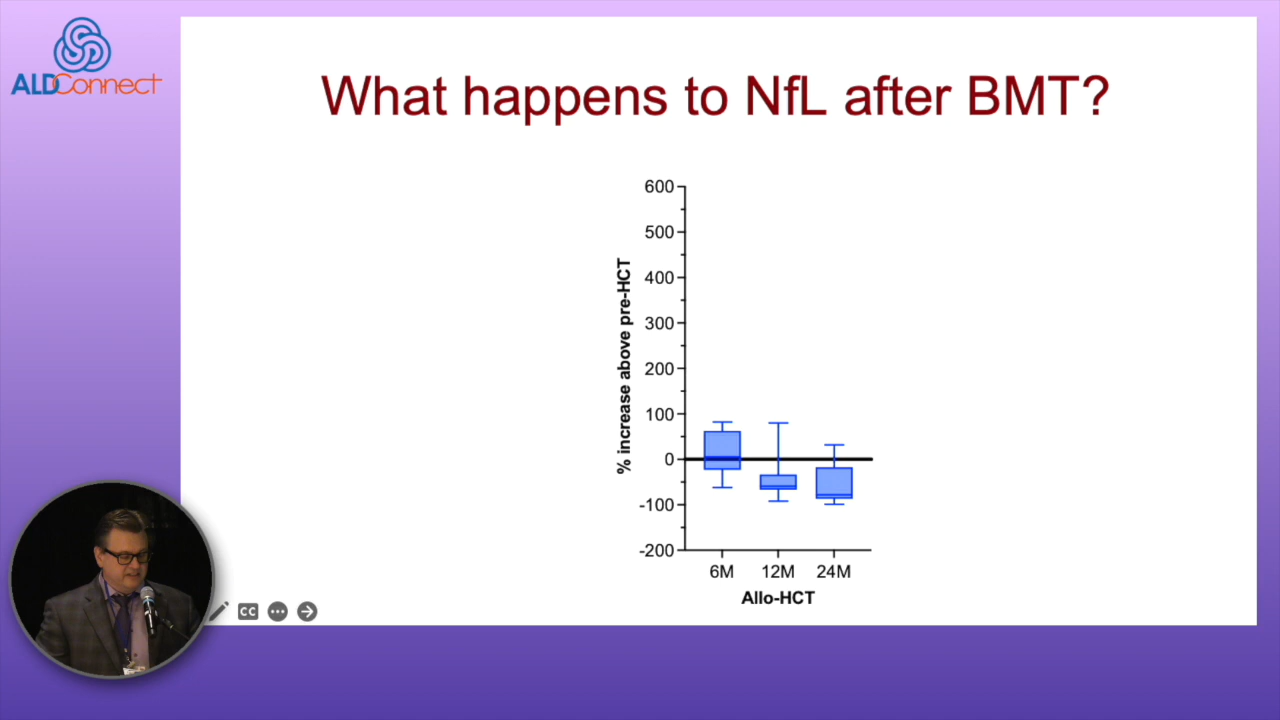 ALDConnect
What happens to NfL after BMT?
600
500
400
300
200
100
0
-100
-200
% increase above pre-HCT
6M 12M 24M
Allo-HCT
CC